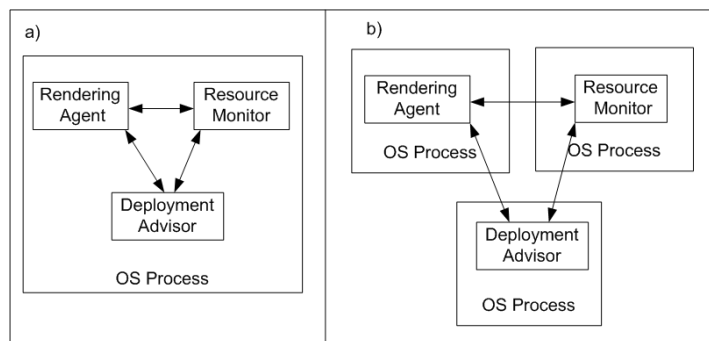 a)
Rendering
Agent
Resource
Monitor
Deployment
Advisor
OS Process
b)
Rendering
Agent
OS Process
Resource
Monitor
OS Process
Deployment
Advisor
OS Process